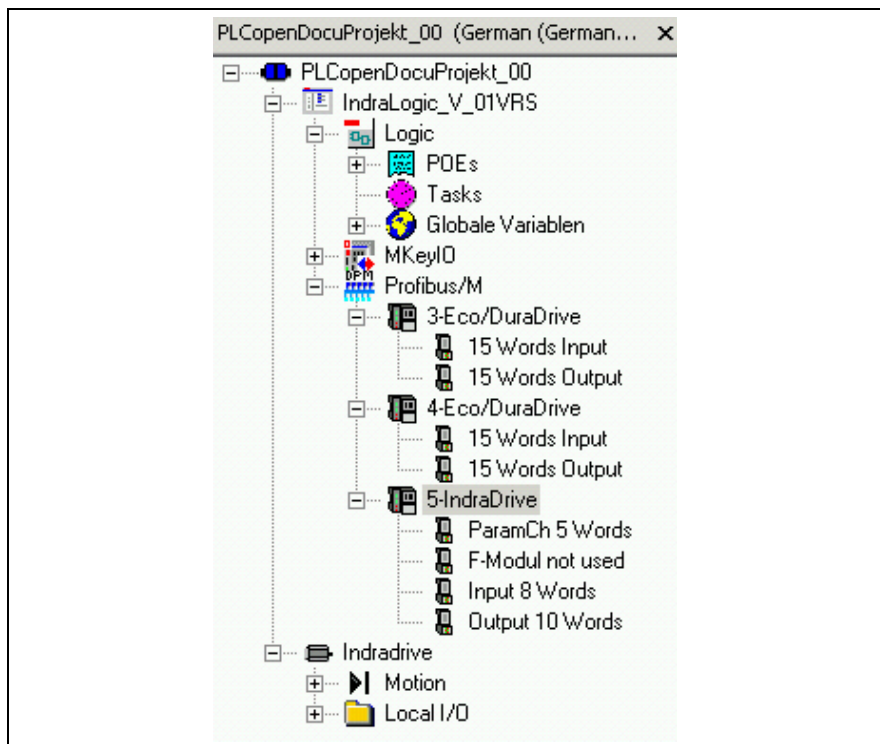 PLCopenDocuProjekt_00 (German (German...
PLCopenDocuProjekt_00
IndraLogic_V_01VRS
Logic
POEs
Tasks
Globale Variablen
MKeyIO
DPM
Profibus/M
3-Eco/DuraDrive
15 Words Input
15 Words Output
4-Eco/DuraDrive
15 Words Input
15 Words Output
5-IndraDrive
ParamCh 5 Words
F-Modul not used
Input 8 Words
Output 10 Words
Indradrive
Motion
Local I/O